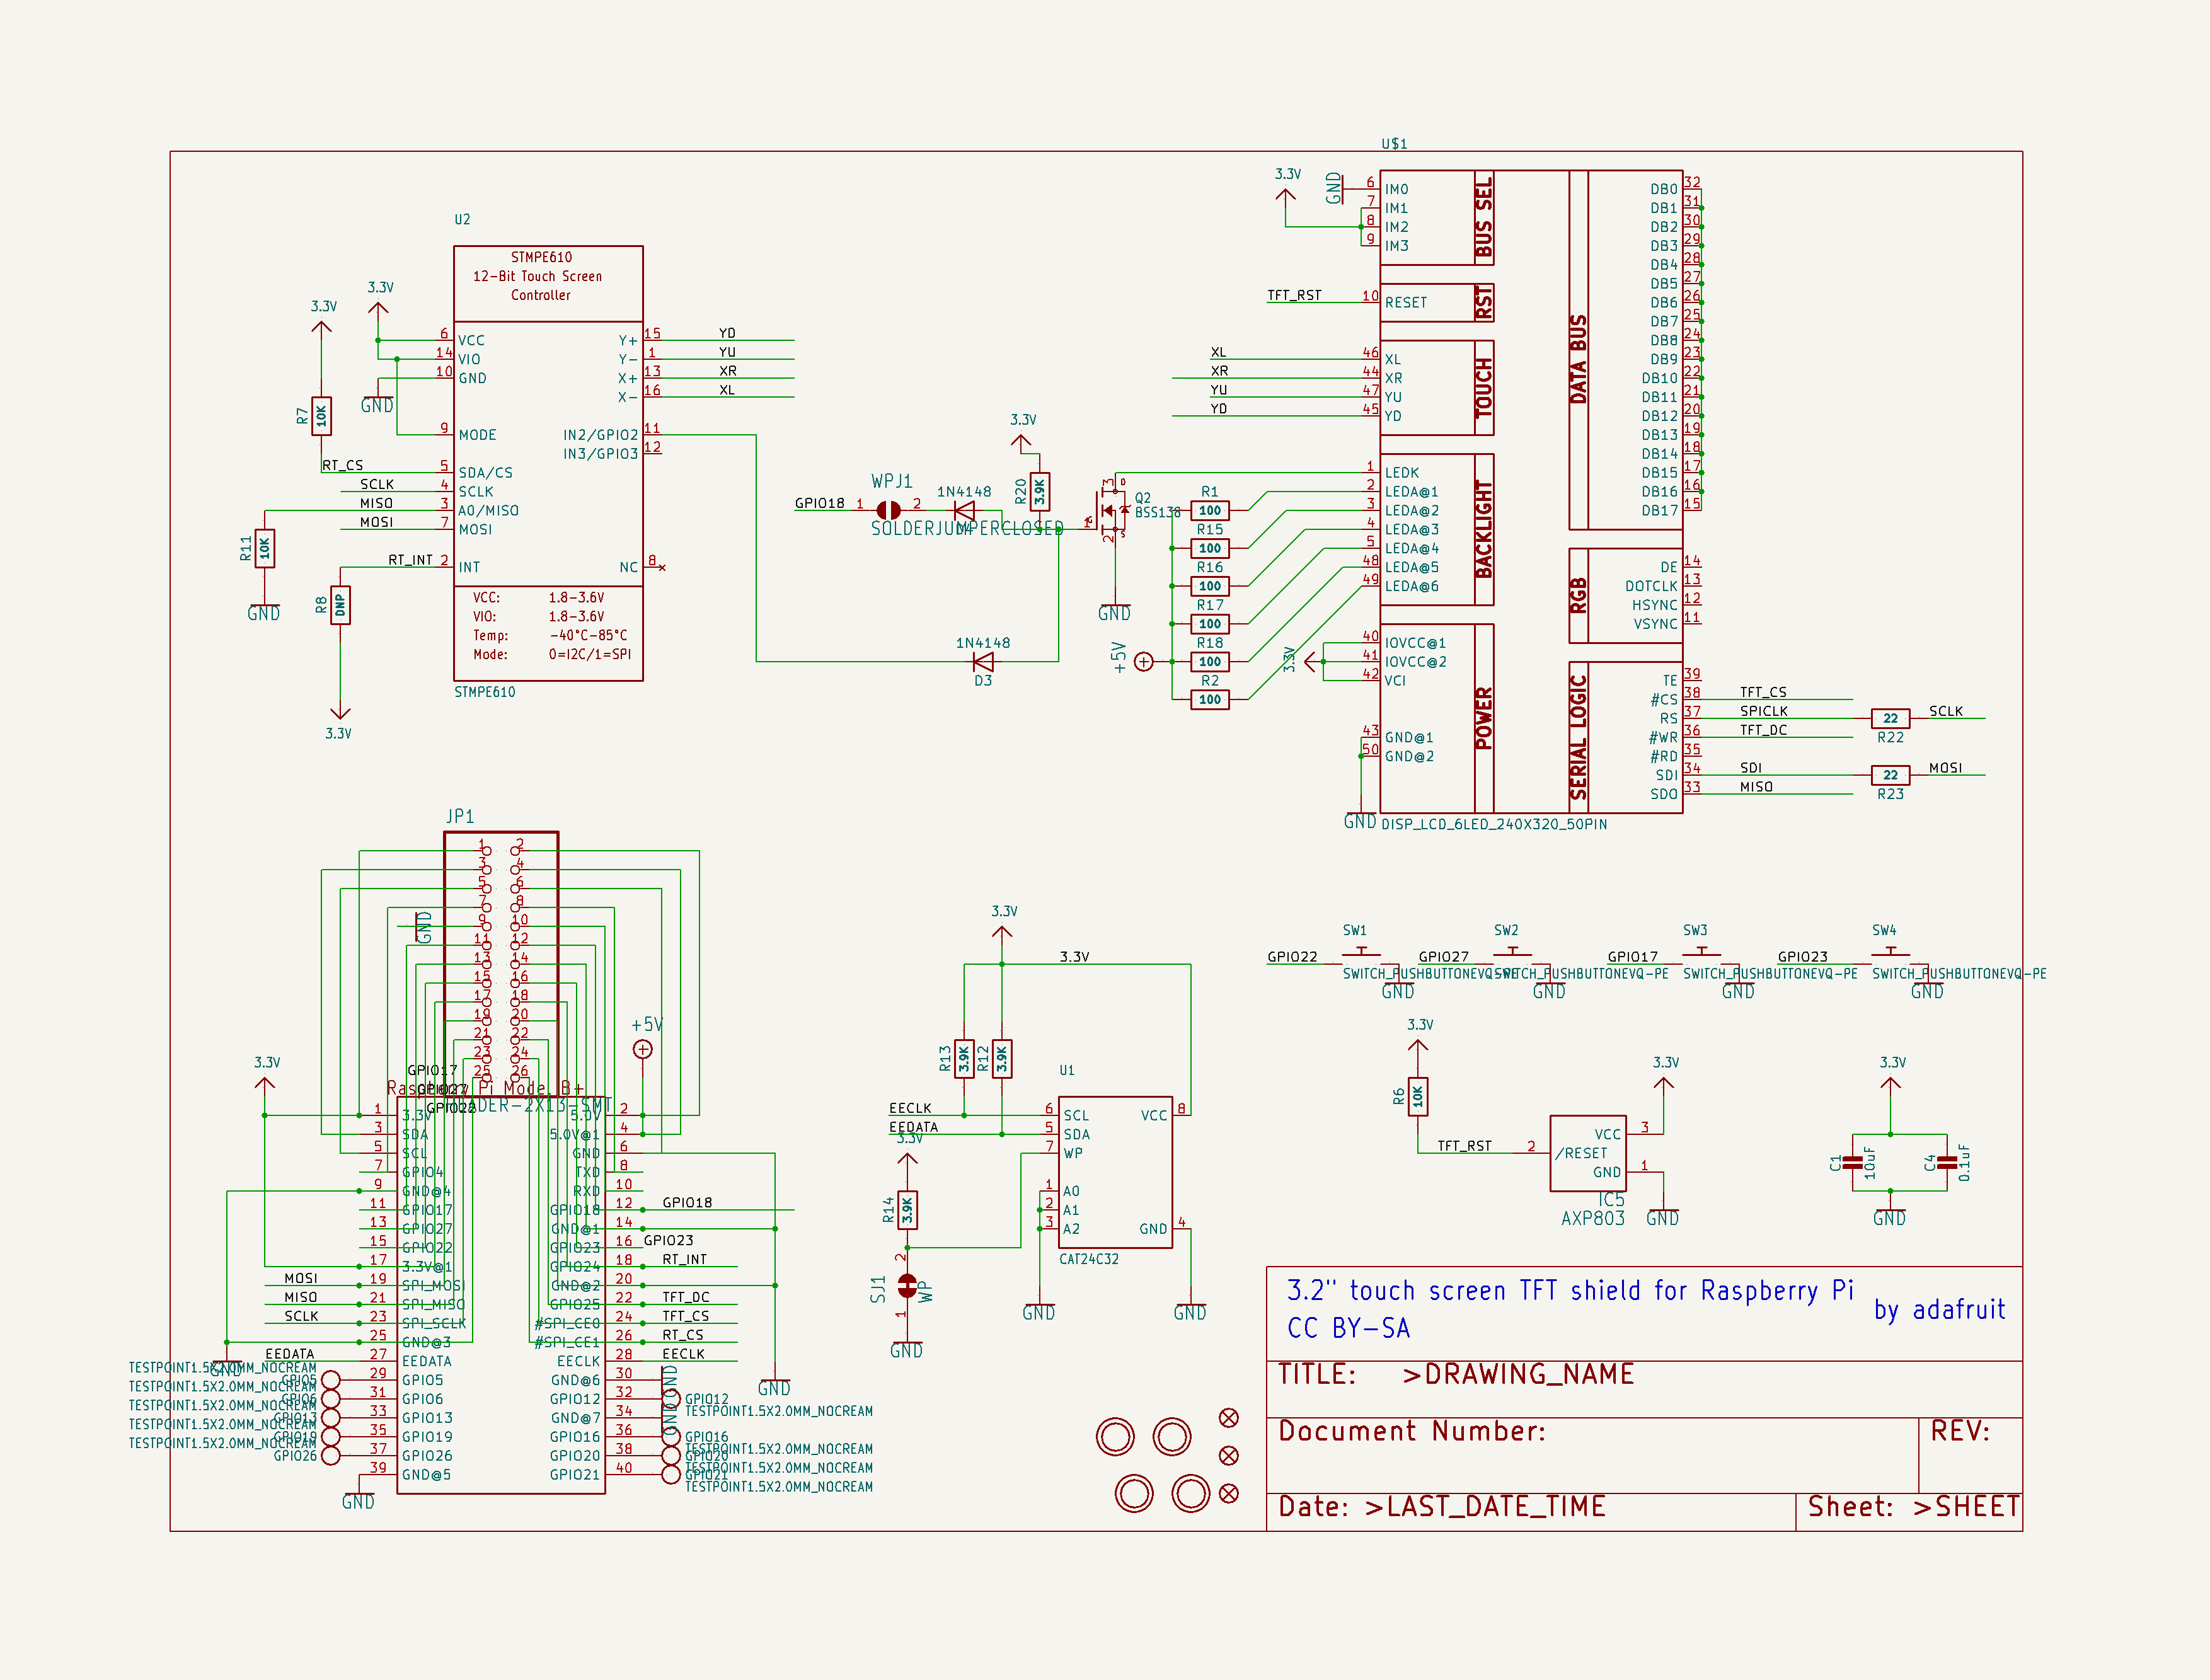 U$1
3.3V
GND
6 IM0
7 IM1
8 IM2
9 IM3
BUS SEL
TFT_RST
10 RESET
RST
XL 46 XL
XR 44 XR
YU 47 YU
YD 45 YD
TOUCH
1 LEDK
2 LEDA@1
3 LEDA@2
4 LEDA@3
5 LEDA@4
48 LEDA@5
49 LEDA@6
BACKLIGHT
40 IOVCC@1
41 IOVCC@2
42 VCI
3.3V
43 GND@1
50 GND@2
POWER
GND
DISP_LCD_6LED_240X320_50PIN
DATA BUS
DB0 32
DB1 31
DB2 30
DB3 29
DB4 28
DB5 27
DB6 26
DB7 25
DB8 24
DB9 23
DB10 22
DB11 21
DB12 20
DB13 19
DB14 18
DB15 17
DB16 16
DB17 15
RGB
DE 14
DOTCLK 13
HSYNC 12
VSYNC 11
SERIAL LOGIC
TE 39
#CS 38 TFT_CS
RS 37 SPICLK
22 SCLK
R22
#WR 36 TFT_DC
#RD 35
SDI 34 SDI
22 MOSI
R23
SDO 33 MISO
U2
STMPE610
12-Bit Touch Screen
Controller
3.3V
3.3V
6 VCC
14 VIO
10 GND
GND
R7 10K
9 MODE
RT_CS 5 SDA/CS
SCLK 4 SCLK
MISO 3 A0/MISO
MOSI 7 MOSI
R11 10K
GND
RT_INT 2 INT
R8 DNP
3.3V
Y+ 15 YD
Y- 1 YU
X+ 13 XR
X- 16 XL
IN2/GPIO2 11
IN3/GPIO3 12
NC 8
VCC: 1.8-3.6V
VIO: 1.8-3.6V
Temp: -40°C-85°C
Mode: 0=I2C/1=SPI
STMPE610
GPIO18 1 2
WPJ1
SOLDERJUMPERCLOSED
1N4148
3.3V
R20 3.9K
Q2
BSS138
3 D
1 G
2 S
GND
1N4148
D3
+5V
R1
100
R15
100
R16
100
R17
100
R18
100
R2
100
JP1
1 2
3 4
5 6
7 8
9 10
11 12
13 14
15 16
17 18
19 20
21 22
23 24
25 26
GND
GPIO17
GPIO27
GPIO22
Raspberry Pi Model B+
HEADER-2X13-SMT
3.3V
+5V
1 3.3V
3 SDA
5 SCL
7 GPIO4
9 GND@4
11 GPIO17
13 GPIO27
15 GPIO22
17 3.3V@1
MOSI 19 SPI_MOSI
MISO 21 SPI_MISO
SCLK 23 SPI_SCLK
25 GND@3
EEDATA 27 EEDATA
29 GPIO5
31 GPIO6
33 GPIO13
35 GPIO19
37 GPIO26
39 GND@5
GND
GND
TESTPOINT1.5X2.0MM_NOCREAM
GPIO5
TESTPOINT1.5X2.0MM_NOCREAM
GPIO6
TESTPOINT1.5X2.0MM_NOCREAM
GPIO13
TESTPOINT1.5X2.0MM_NOCREAM
GPIO19
TESTPOINT1.5X2.0MM_NOCREAM
GPIO26
5.0V 2
5.0V@1 4
GND 6
TXD 8
RXD 10
GPIO18 12 GPIO18
GND@1 14
GPIO23 16 GPIO23
GPIO24 18 RT_INT
GND@2 20
GPIO25 22 TFT_DC
#SPI_CE0 24 TFT_CS
#SPI_CE1 26 RT_CS
EECLK 28 EECLK
GND@6 30
GPIO12 32
GND@7 34
GPIO16 36
GPIO20 38
GPIO21 40
GND
GND
GND
GPIO12
TESTPOINT1.5X2.0MM_NOCREAM
GPIO16
TESTPOINT1.5X2.0MM_NOCREAM
GPIO20
TESTPOINT1.5X2.0MM_NOCREAM
GPIO21
TESTPOINT1.5X2.0MM_NOCREAM
3.3V
3.3V
R13 3.9K
R12 3.9K
EECLK
EEDATA
3.3V
R14 3.9K
SJ1 2 1 WP
GND
U1
6 SCL
5 SDA
7 WP
1 A0
2 A1
3 A2
VCC 8
GND 4
CAT24C32
GND
GND
SW1
GPIO22
SWITCH_PUSHBUTTONEVQ-PE
GND
SW2
GPIO27
SWITCH_PUSHBUTTONEVQ-PE
GND
SW3
GPIO17
SWITCH_PUSHBUTTONEVQ-PE
GND
SW4
GPIO23
SWITCH_PUSHBUTTONEVQ-PE
GND
3.3V
R6 10K
TFT_RST 2 /RESET
VCC 3
GND 1
IC5
AXP803
3.3V
GND
3.3V
C1 10uF
C4 0.1uF
GND
3.2" touch screen TFT shield for Raspberry Pi
by adafruit
CC BY-SA
TITLE: >DRAWING_NAME
Document Number:
REV:
Date: >LAST_DATE_TIME
Sheet: >SHEET